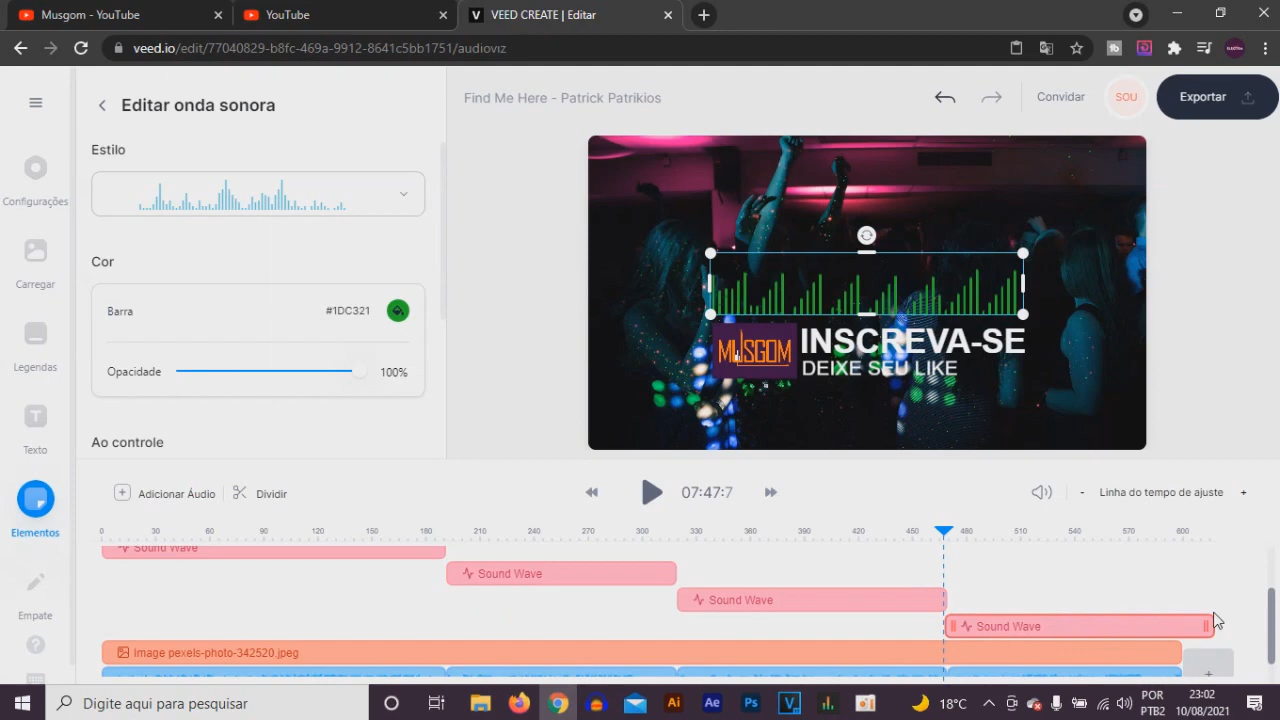 Musgom - YouTube
YouTube
VEED CREATE | Editar
veed.io/edit/77040829-b8fc-469a-9912-8641c5bb1751/audioviz
Editar onda sonora
Find Me Here - Patrick Patrikios
Convidar
SOU
Exportar
Estilo
Configurações
Cor
Carregar
Barra
#1DC321
Legendas
Opacidade
100%
MUSGOM
INSCREVA-SE
DEIXE SEU LIKE
Texto
Ao controle
Elementos
Adicionar Áudio
Dividir
07:47:7
- Linha do tempo de ajuste +
0 30 60 90 120 150 180 210 240 270 300 330 360 390 420 450 480 510 540 570 600
Sound Wave
Sound Wave
Sound Wave
Sound Wave
Empate
Image pexels-photo-342520.jpeg
Digite aqui para pesquisar
Ai
Ae
Ps
V
18°C
POR
PTB2
23:02
10/08/2021